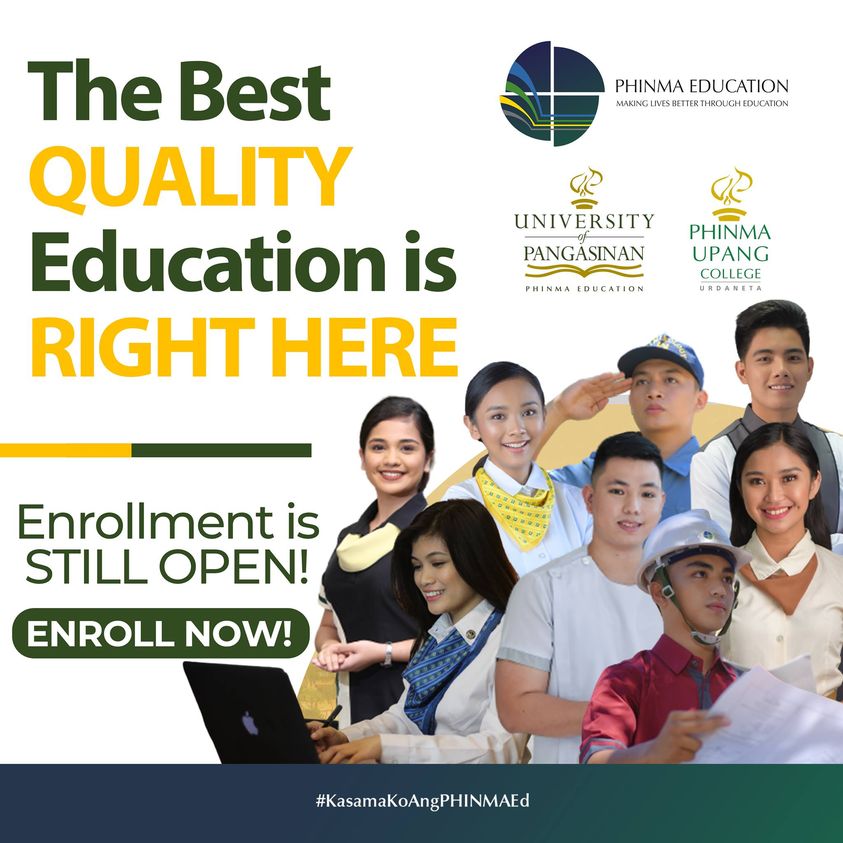 The Best
QUALITY
Education is
RIGHT HERE
PHINMA EDUCATION
MAKING LIVES BETTER THROUGH EDUCATION
UNIVERSITY
of
PANGASINAN
PHINMA EDUCATION
PHINMA
UPANG
COLLEGE
URDANETA
Enrollment is
STILL OPEN!
ENROLL NOW!
#KasamaKoAngPHINMAEd